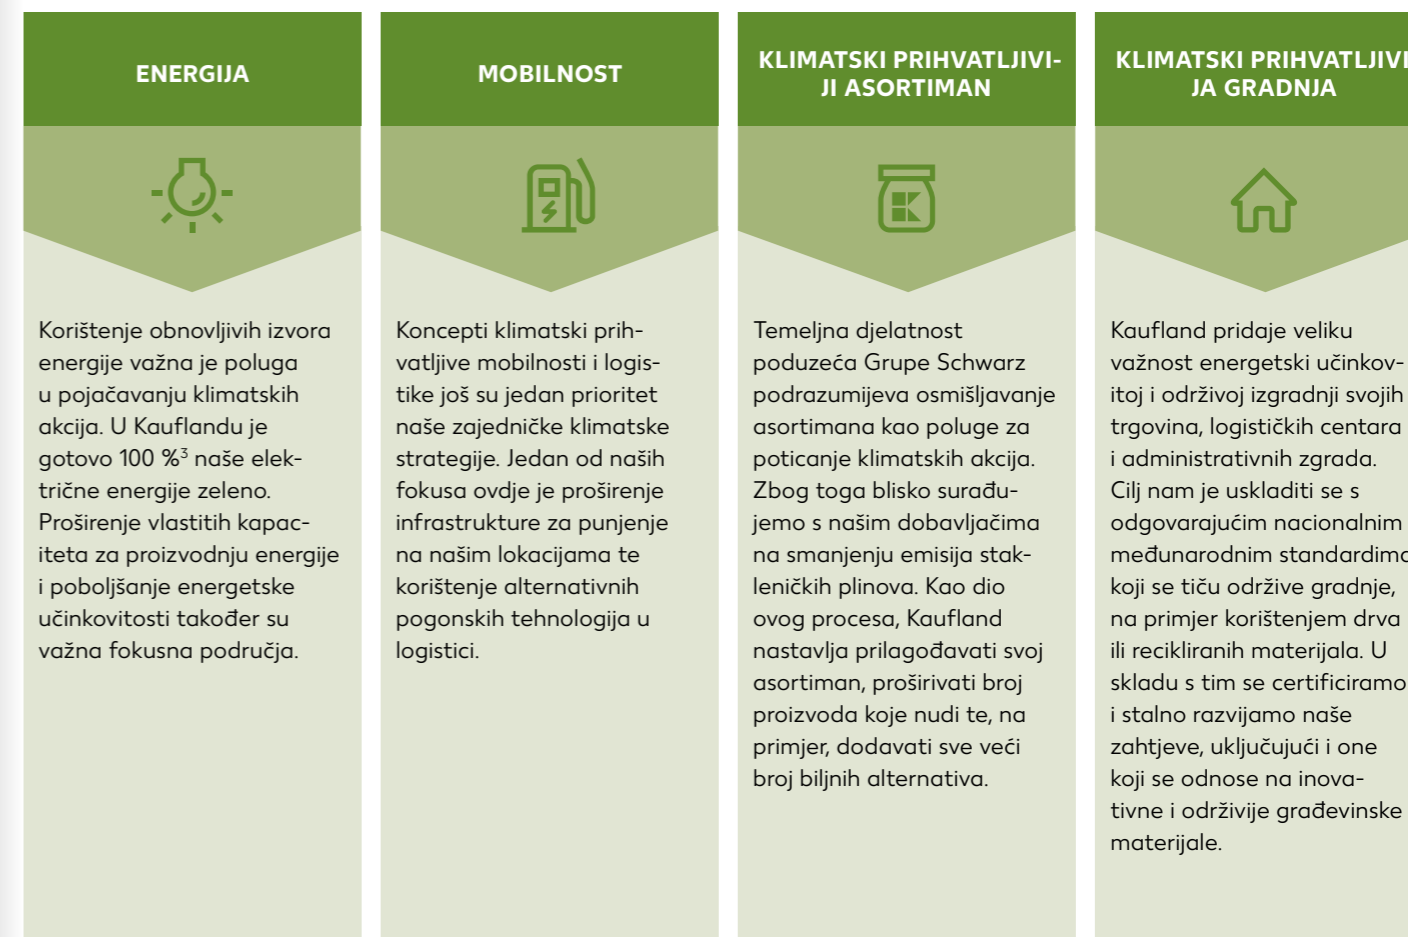 ENERGIJA
Korištenje obnovljivih izvora
energije važna je poluga
u pojačavanju klimatskih
akcija. U Kauflandu je
gotovo 100 %³ naše elek-
trične energije zeleno.
Proširenje vlastitih kapac-
iteta za proizvodnju energije
i poboljšanje energetske
učinkovitosti također su
važna fokusna područja.
MOBILNOST
Koncepti klimatski prih-
vatljive mobilnosti i logis-
tike još su jedan prioritet
naše zajedničke klimatske
strategije. Jedan od naših
fokusa ovdje je proširenje
infrastrukture za punjenje
na našim lokacijama te
korištenje alternativnih
pogonskih tehnologija u
logistici.
KLIMATSKI PRIHVATLJIVI-
JI ASORTIMAN
Temeljna djelatnost
poduzeća Grupe Schwarz
podrazumijeva osmišljavanje
asortimana kao poluge za
poticanje klimatskih akcija.
Zbog toga blisko surađu-
jemo s našim dobavljačima
na smanjenju emisija stak-
leničkih plinova. Kao dio
ovog procesa, Kaufland
nastavlja prilagođavati svoj
asortiman, proširivati broj
proizvoda koje nudi te, na
primjer, dodavati sve veći
broj biljnih alternativa.
KLIMATSKI PRIHVATLJIVI
JA GRADNJA
Kaufland pridaje veliku
važnost energetski učinkov-
itoj i održivoj izgradnji svojih
trgovina, logističkih centara
i administrativnih zgrada.
Cilj nam je uskladiti se s
odgovarajućim nacionalnim
međunarodnim standardima
koji se tiču održive gradnje,
na primjer korištenjem drva
ili recikliranih materijala. U
skladu s tim se certificiramo
i stalno razvijamo naše
zahtjeve, uključujući i one
koji se odnose na inova-
tivne i održivije građevinske
materijale.